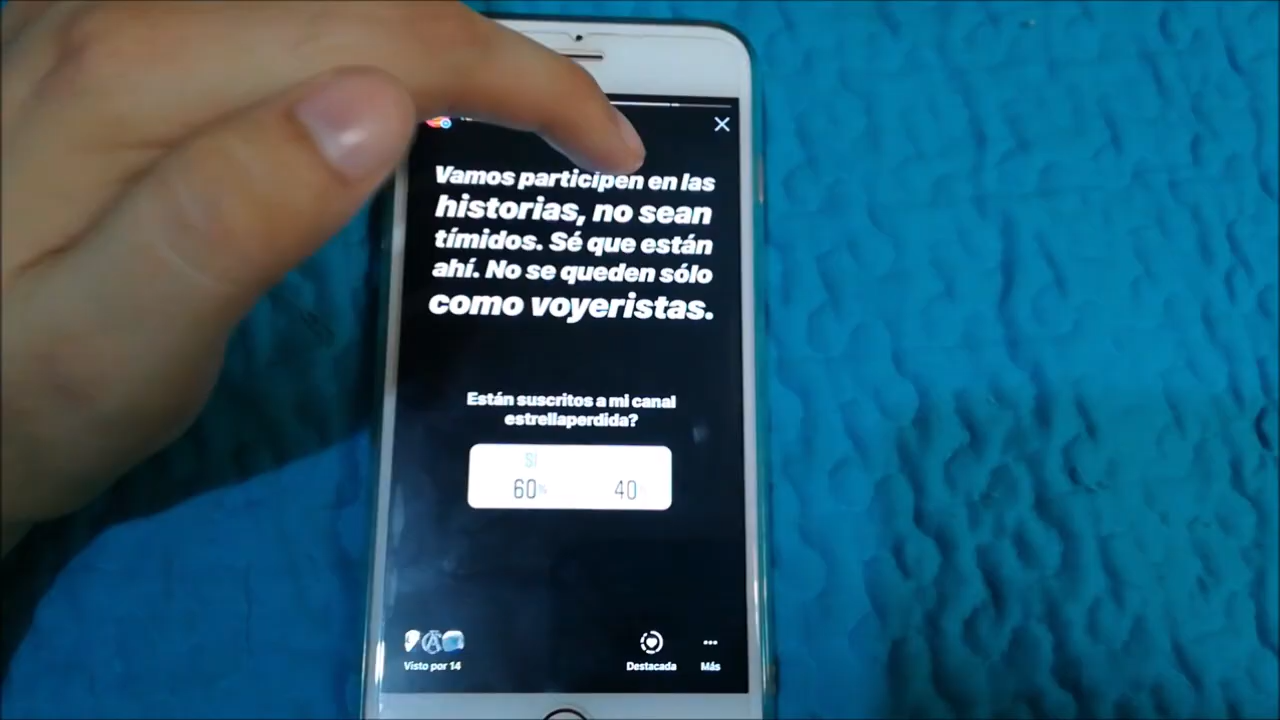 Vamos participen en las
historias, no sean
tímidos. Sé que están
ahí. No se queden sólo
como voyeristas.
Están suscritos a mi canal
estrellaperdida?
SI
60% 40
Visto por 14
Destacada
Más